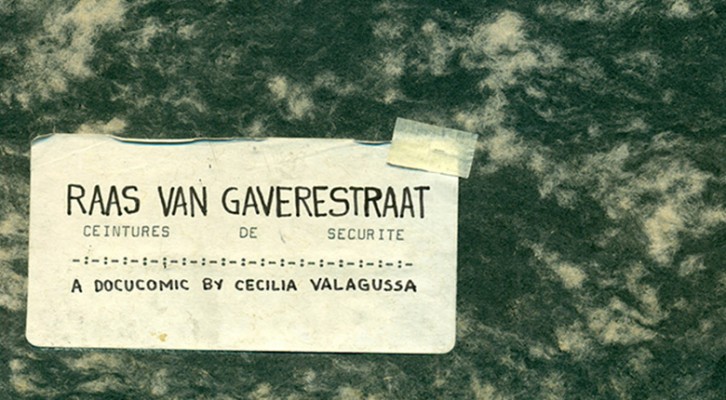 RAAS VAN GAVERESTRAAT
CEINTURES DE SECURITE
-:-:-:-:-:-:-:-:-:-:-:-:-:-:-:-:-:-
A DOCUCOMIC BY CECILIA VALAGUSSA